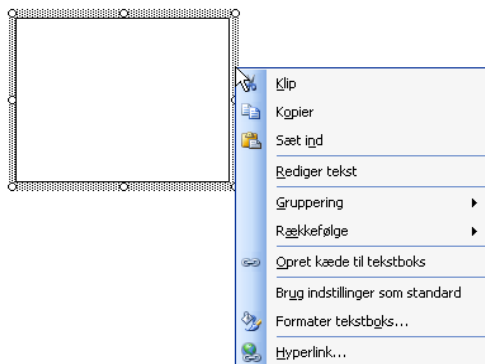 Klip
Kopier
Sæt ind
Rediger tekst
Gruppering
Rækkefølge
Opret kæde til tekstboks
Brug indstillinger som standard
Formater tekstboks...
Hyperlink...